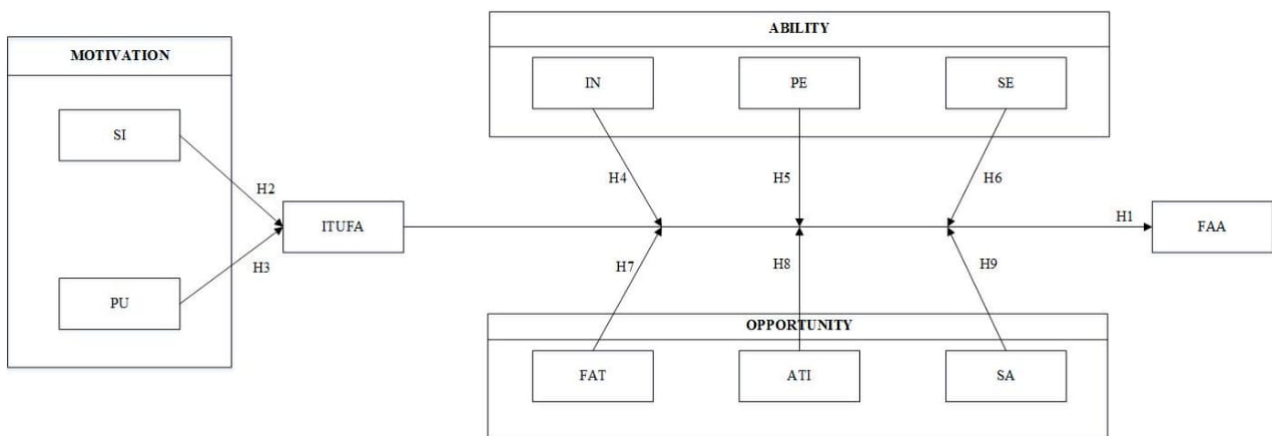 MOTIVATION
SI
PU
H2
H3
ITUFA
ABILITY
IN
PE
SE
H4
H5
H6
H1
FAA
H7
H8
H9
OPPORTUNITY
FAT
ATI
SA